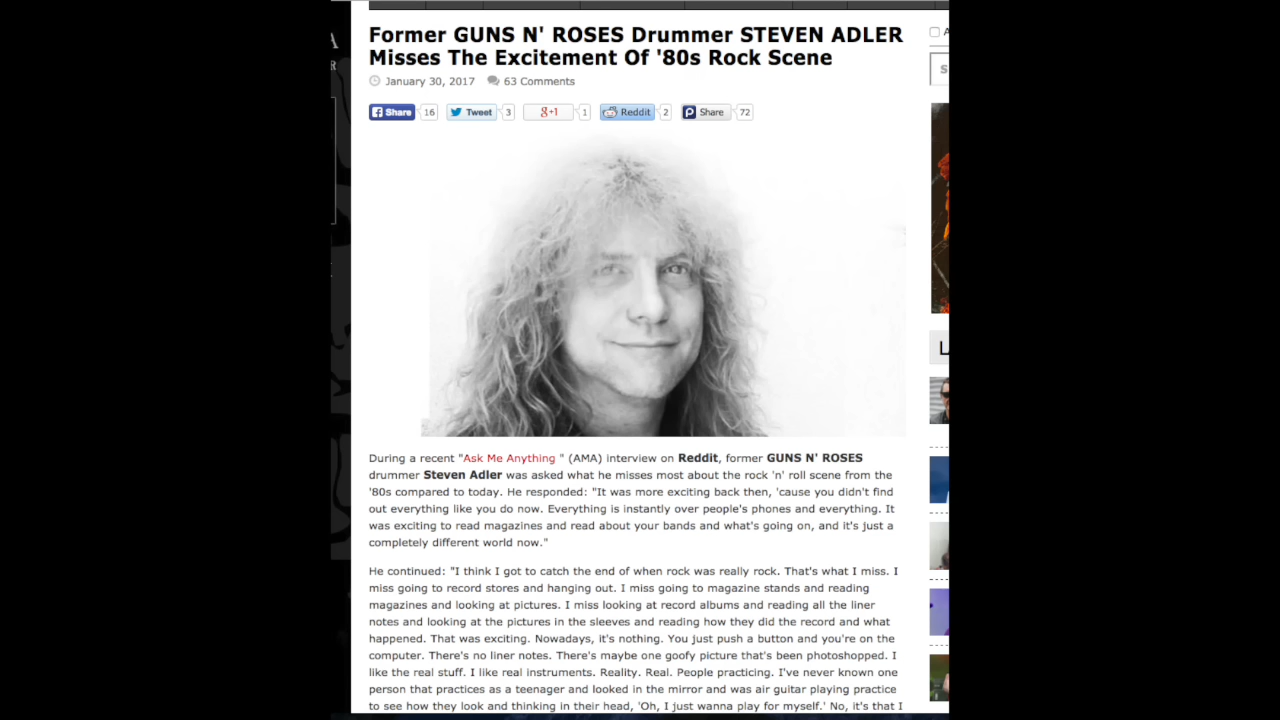 Former GUNS N' ROSES Drummer STEVEN ADLER
Misses The Excitement Of '80s Rock Scene
January 30, 2017 63 Comments
Share 16 Tweet 3 g+1 1 Reddit 2 Share 72
During a recent "Ask Me Anything " (AMA) interview on Reddit, former GUNS N' ROSES
drummer Steven Adler was asked what he misses most about the rock 'n' roll scene from the
'80s compared to today. He responded: "It was more exciting back then, 'cause you didn't find
out everything like you do now. Everything is instantly over people's phones and everything. It
was exciting to read magazines and read about your bands and what's going on, and it's just a
completely different world now."
He continued: "I think I got to catch the end of when rock was really rock. That's what I miss. I
miss going to record stores and hanging out. I miss going to magazine stands and reading
magazines and looking at pictures. I miss looking at record albums and reading all the liner
notes and looking at the pictures in the sleeves and reading how they did the record and what
happened. That was exciting. Nowadays, it's nothing. You just push a button and you're on the
computer. There's no liner notes. There's maybe one goofy picture that's been photoshopped. I
like the real stuff. I like real instruments. Reality. Real. People practicing. I've never known one
person that practices as a teenager and looked in the mirror and was air guitar playing practice
to see how they look and thinking in their head, 'Oh, I just wanna play for myself.' No, it's that I